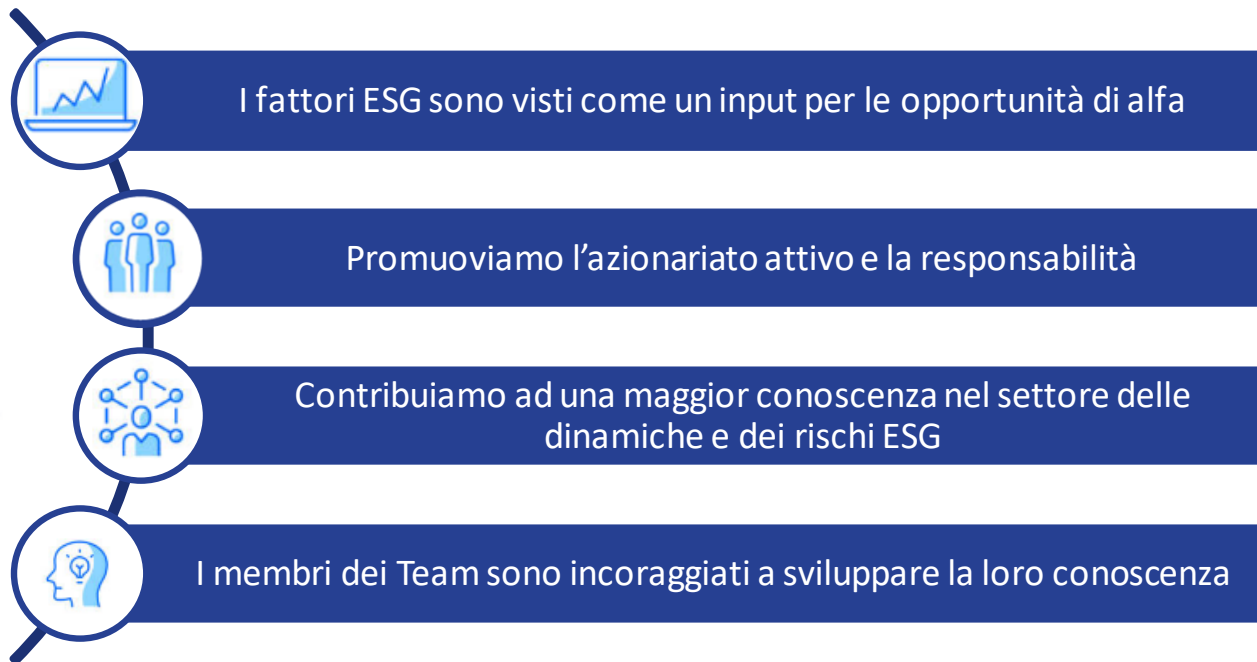 I fattori ESG sono visti come un input per le opportunità di alfa
Promuoviamo l’azionariato attivo e la responsabilità
Contribuiamo ad una maggior conoscenza nel settore delle
dinamiche e dei rischi ESG
I membri dei Team sono incoraggiati a sviluppare la loro conoscenza